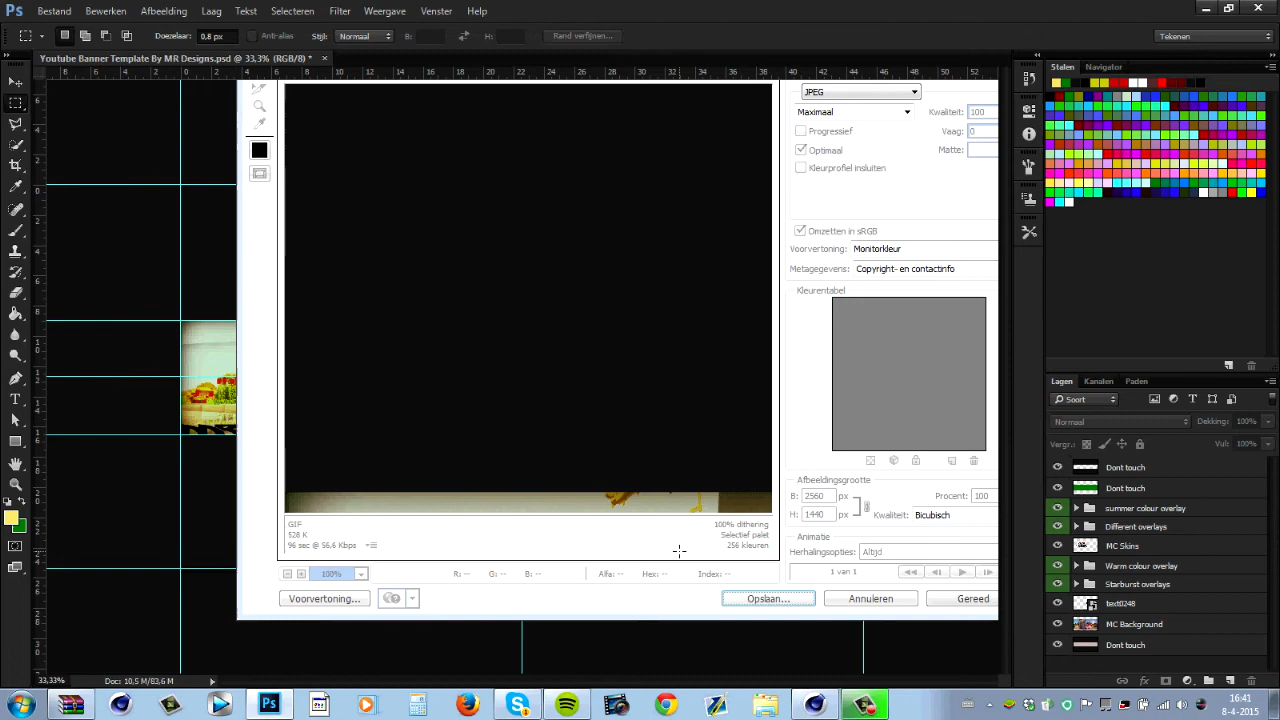 Ps Bestand Bewerken Afbeelding Laag Tekst Selecteren Filter Weergave Venster Help
Doezelaar: 0,8 px Anti-alias Stijl: Normaal B: H: Rand verfijnen... Tekenen
Youtube Banner Template By MR Designs.psd @ 33,3% (RGB/8) * ×
Stalen Navigator
JPEG
Maximaal Kwaliteit: 100
Progressief Vaag: 0
Optimaal Matte:
Kleurprofiel insluiten
Omzetten in sRGB
Voorvertoning: Monitorkleur
Metagegevens: Copyright- en contactinfo
Kleurentabel
Afbeeldingsgrootte
B: 2560 px Procent: 100
H: 1440 px Kwaliteit: Bicubisch
Animatie
Herhalingsopties: Altijd
1 van 1
GIF 100% dithering
528 K Selectief palet
96 sec @ 56,6 Kbps 256 kleuren
100% R: -- G: -- B: -- Alfa: -- Hex: -- Index: --
Voorvertoning... Opslaan... Annuleren Gereed
Lagen Kanalen Paden
Soort
Normaal Dekking: 100%
Vergr.: Vul: 100%
Dont touch
Dont touch
summer colour overlay
Different overlays
MC Skins
Warme colour overlay
Starburst overlays
text0248
MC Background
Dont touch
33,33% Doc: 10,5 M/83,6 M
Ps
16:41
8-4-2015